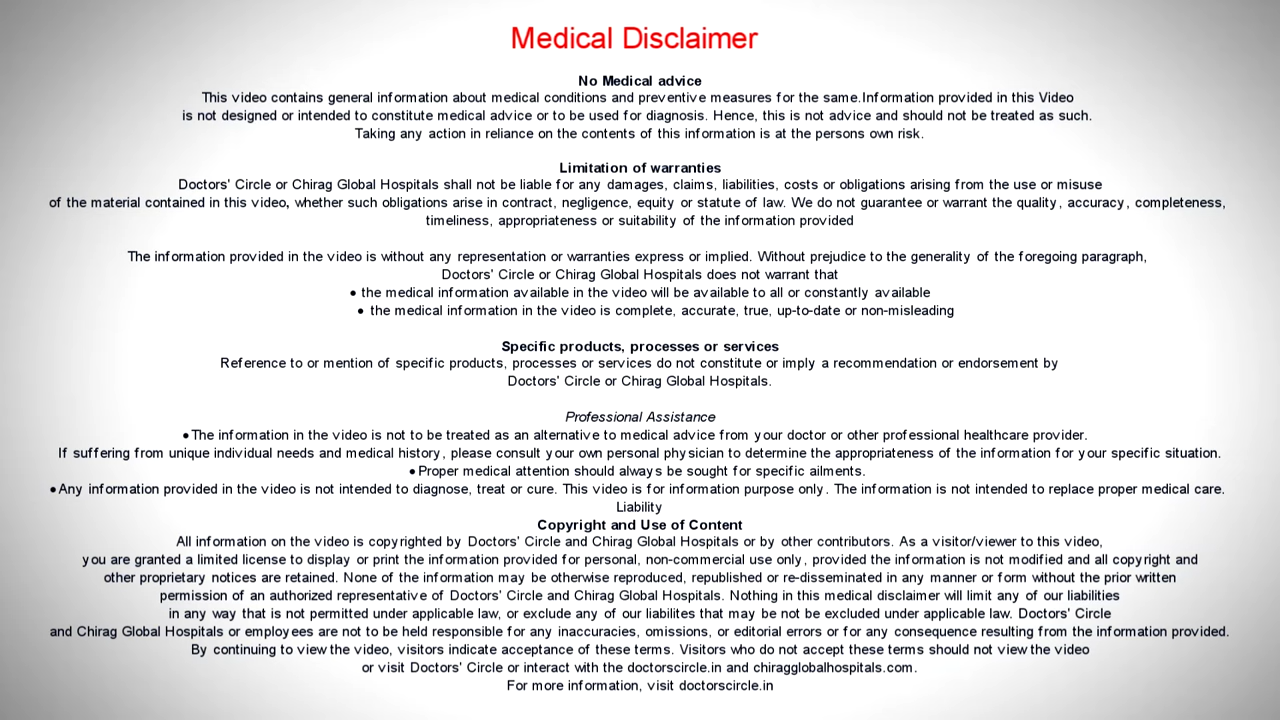 Medical Disclaimer
No Medical advice
This video contains general information about medical conditions and preventive measures for the same.Information provided in this Video
is not designed or intended to constitute medical advice or to be used for diagnosis. Hence, this is not advice and should not be treated as such.
Taking any action in reliance on the contents of this information is at the persons own risk.
Limitation of warranties
Doctors' Circle or Chirag Global Hospitals shall not be liable for any damages, claims, liabilities, costs or obligations arising from the use or misuse
of the material contained in this video, whether such obligations arise in contract, negligence, equity or statute of law. We do not guarantee or warrant the quality, accuracy, completeness,
timeliness, appropriateness or suitability of the information provided
The information provided in the video is without any representation or warranties express or implied. Without prejudice to the generality of the foregoing paragraph,
Doctors' Circle or Chirag Global Hospitals does not warrant that
• the medical information available in the video will be available to all or constantly available
• the medical information in the video is complete, accurate, true, up-to-date or non-misleading
Specific products, processes or services
Reference to or mention of specific products, processes or services do not constitute or imply a recommendation or endorsement by
Doctors' Circle or Chirag Global Hospitals.
Professional Assistance
•The information in the video is not to be treated as an alternative to medical advice from your doctor or other professional healthcare provider.
If suffering from unique individual needs and medical history, please consult your own personal physician to determine the appropriateness of the information for your specific situation.
•Proper medical attention should always be sought for specific ailments.
•Any information provided in the video is not intended to diagnose, treat or cure. This video is for information purpose only. The information is not intended to replace proper medical care.
Liability
Copyright and Use of Content
All information on the video is copyrighted by Doctors' Circle and Chirag Global Hospitals or by other contributors. As a visitor/viewer to this video,
you are granted a limited license to display or print the information provided for personal, non-commercial use only, provided the information is not modified and all copyright and
other proprietary notices are retained. None of the information may be otherwise reproduced, republished or re-disseminated in any manner or form without the prior written
permission of an authorized representative of Doctors' Circle and Chirag Global Hospitals. Nothing in this medical disclaimer will limit any of our liabilities
in any way that is not permitted under applicable law, or exclude any of our liabilites that may be not be excluded under applicable law. Doctors' Circle
and Chirag Global Hospitals or employees are not to be held responsible for any inaccuracies, omissions, or editorial errors or for any consequence resulting from the information provided.
By continuing to view the video, visitors indicate acceptance of these terms. Visitors who do not accept these terms should not view the video
or visit Doctors' Circle or interact with the doctorscircle.in and chiragglobalhospitals.com.
For more information, visit doctorscircle.in